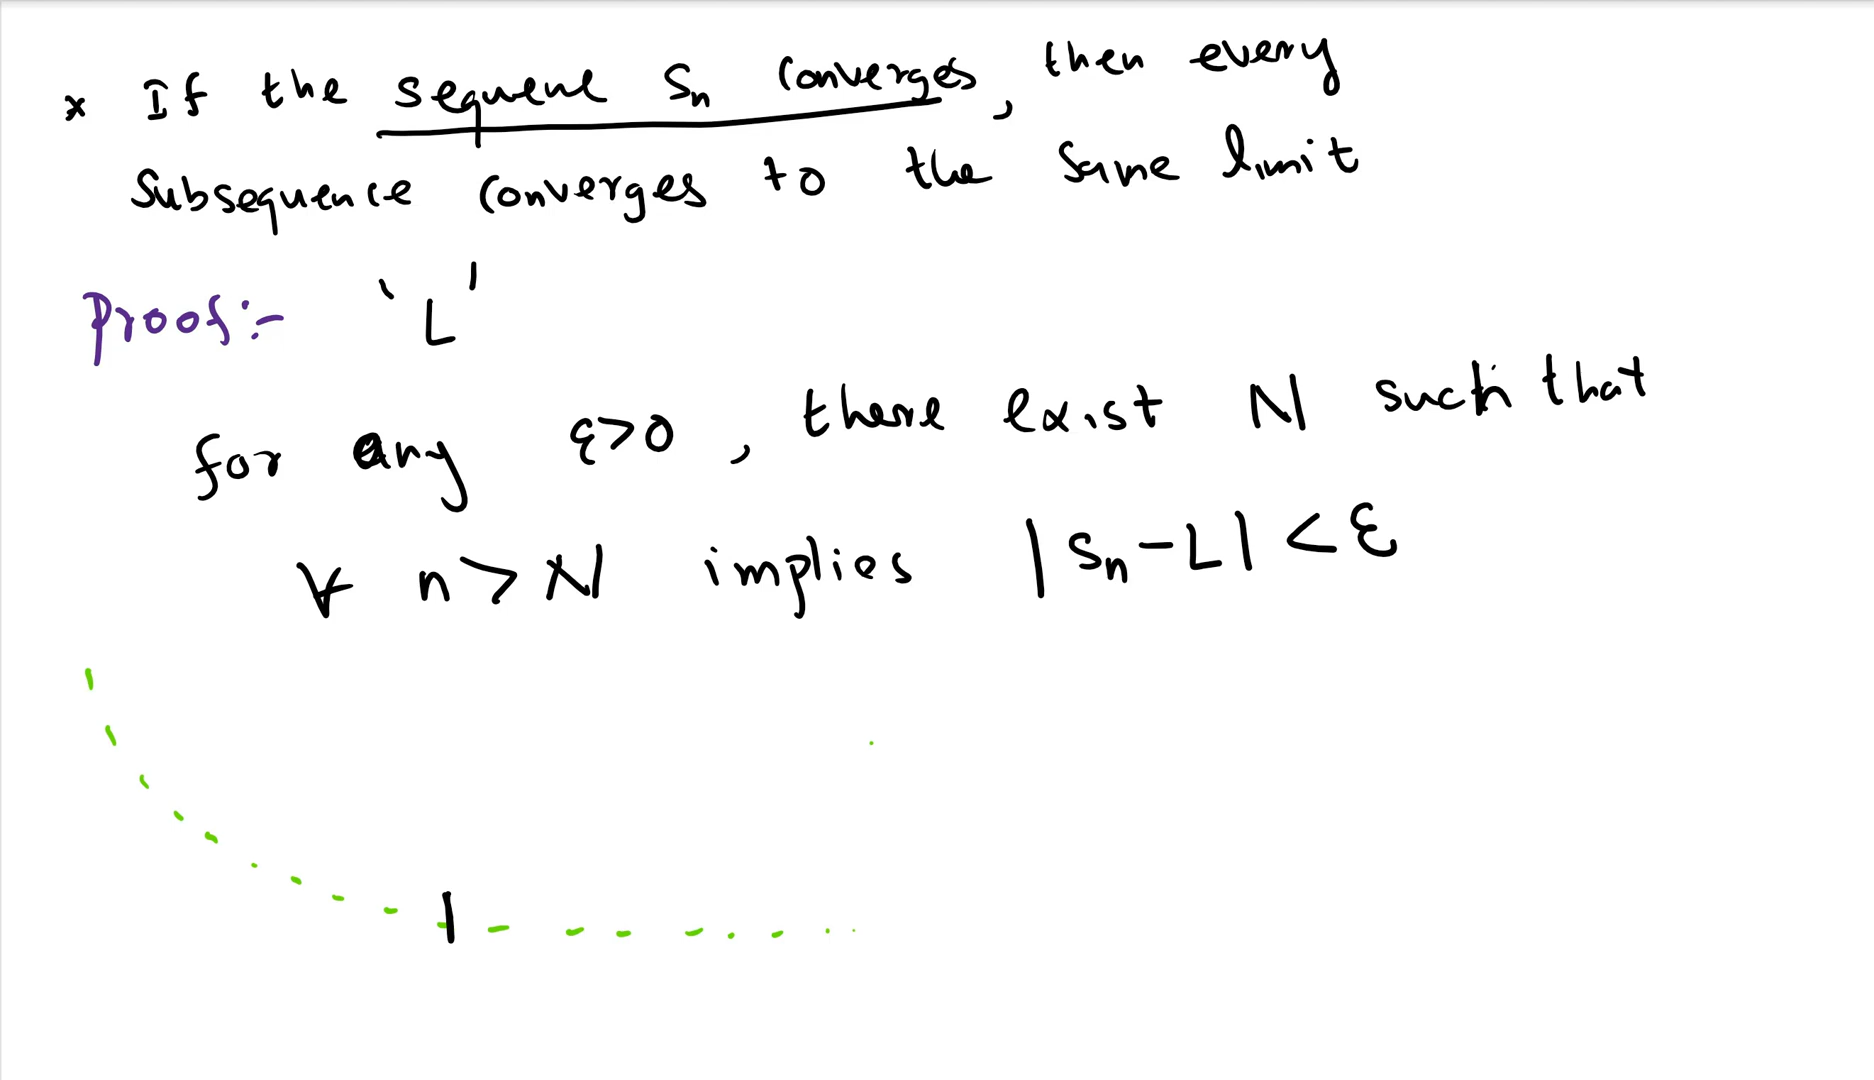 * If the sequence Sn converges, then every
Subsequence converges to the same limit
Proof:- 'L'
for any ε>0, there exist N such that
∀ n>N implies |Sn-L|<ε